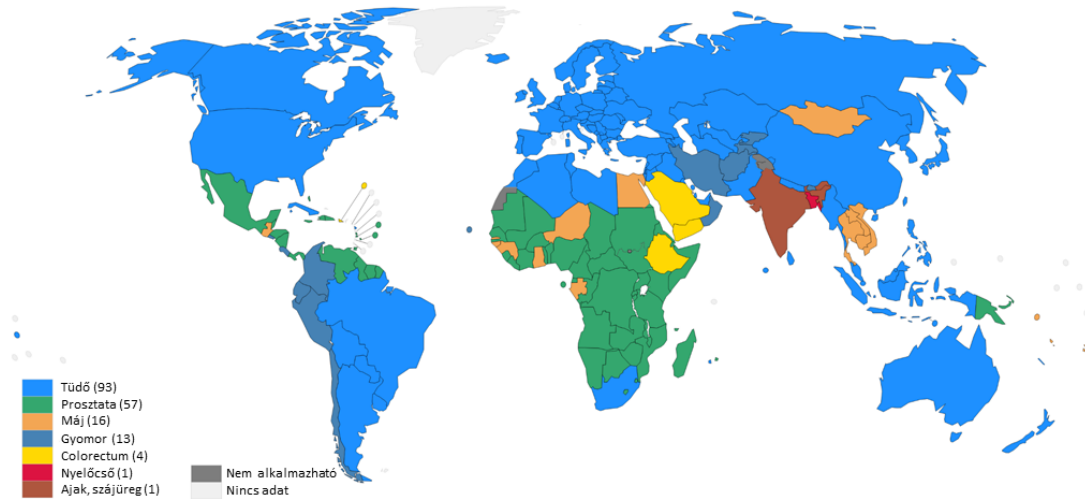 Tüdő (93)
Prosztata (57)
Máj (16)
Gyomor (13)
Colorectum (4)
Nyelőcső (1)
Ajak, szájüreg (1)
Nem alkalmazható
Nincs adat